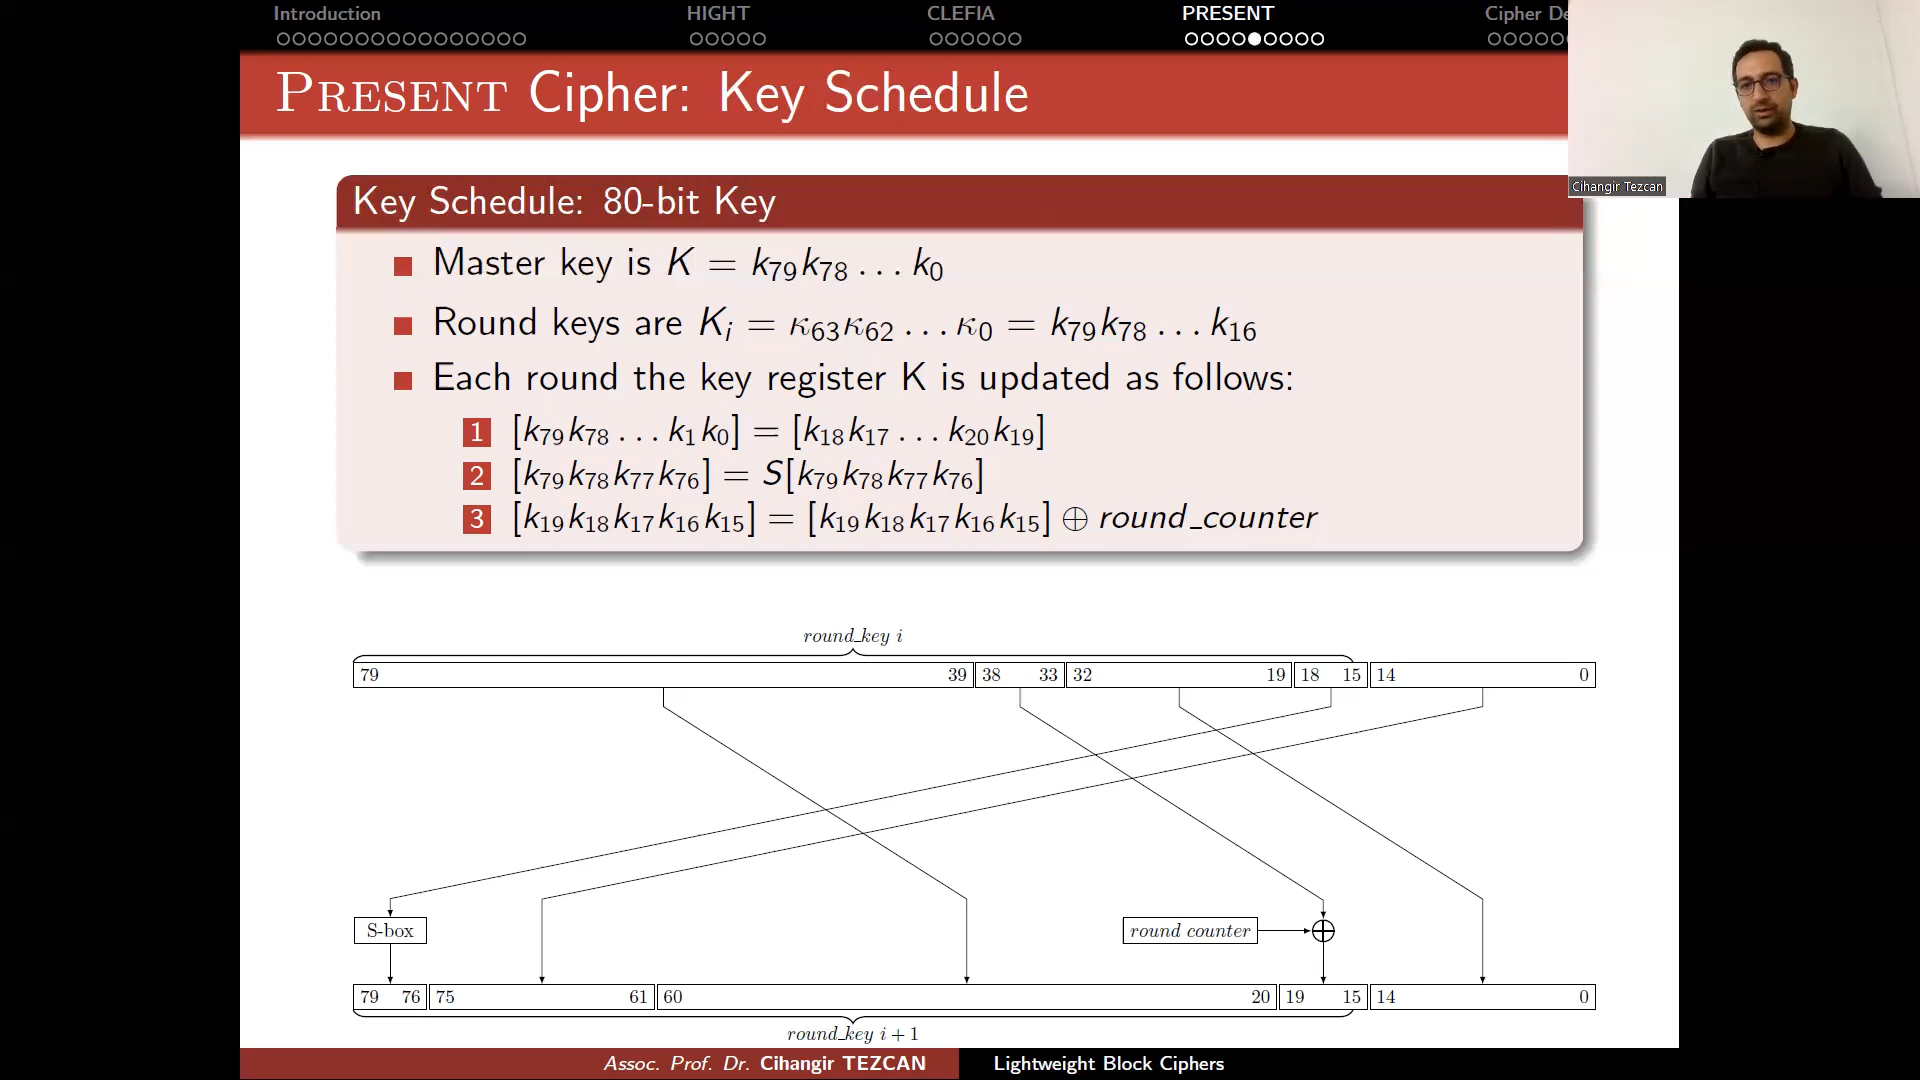 Introduction HIGHT CLEFIA PRESENT Cipher De
PRESENT Cipher: Key Schedule
Cihangir Tezcan
Key Schedule: 80-bit Key
Master key is K = k79k78 . . . k0
Round keys are Ki = κ63κ62 . . . κ0 = k79k78 . . . k16
Each round the key register K is updated as follows:
1 [k79k78 . . . k1k0] = [k18k17 . . . k20k19]
2 [k79k78k77k76] = S[k79k78k77k76]
3 [k19k18k17k16k15] = [k19k18k17k16k15] ⊕ round_counter
round_key i
79 39 38 33 32 19 18 15 14 0
S-box round counter
79 76 75 61 60 20 19 15 14 0
round_key i + 1
Assoc. Prof. Dr. Cihangir TEZCAN Lightweight Block Ciphers